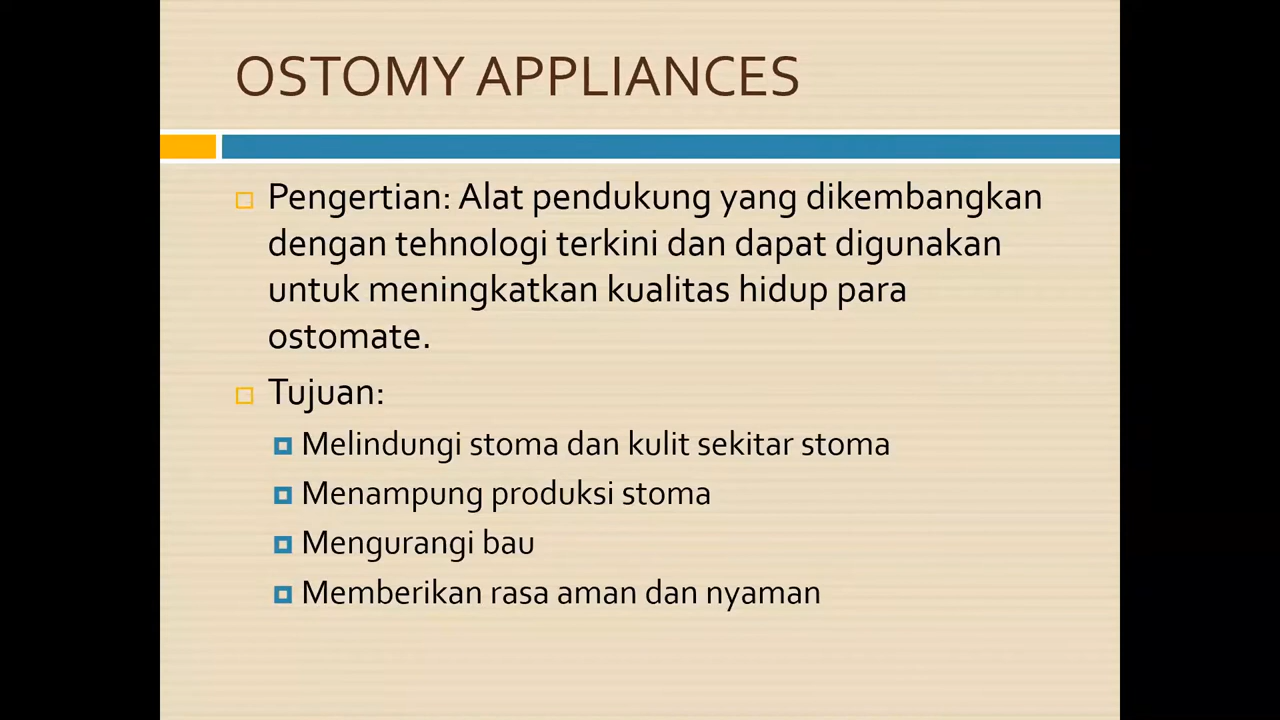 OSTOMY APPLIANCES
Pengertian: Alat pendukung yang dikembangkan
dengan tehnologi terkini dan dapat digunakan
untuk meningkatkan kualitas hidup para
ostomate.
Tujuan:
Melindungi stoma dan kulit sekitar stoma
Menampung produksi stoma
Mengurangi bau
Memberikan rasa aman dan nyaman